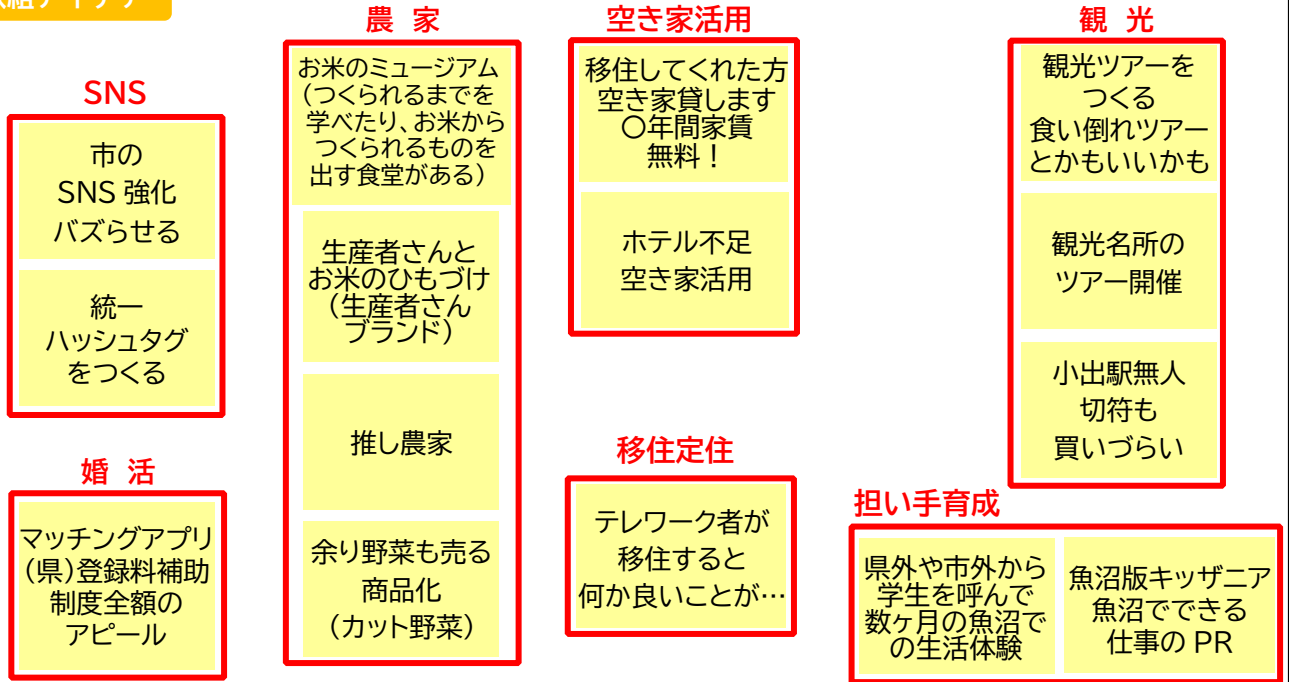 SNS
市の
SNS 強化
バズらせる
統一
ハッシュタグ
をつくる
婚 活
マッチングアプリ
(県)登録料補助
制度全額の
アピール
農 家
お米のミュージアム
(つくられるまでを
学べたり、お米から
つくられるものを
出す食堂がある)
生産者さんと
お米のひもづけ
(生産者さん
ブランド)
推し農家
余り野菜も売る
商品化
(カット野菜)
空き家活用
移住してくれた方
空き家貸します
〇年間家賃
無料！
ホテル不足
空き家活用
移住定住
テレワーク者が
移住すると
何か良いことが…
観 光
観光ツアーを
つくる
食い倒れツアー
とかもいいかも
観光名所の
ツアー開催
小出駅無人
切符も
買いづらい
担い手育成
県外や市外から
学生を呼んで
数ヶ月の魚沼で
の生活体験
魚沼版キッザニア
魚沼でできる
仕事の PR